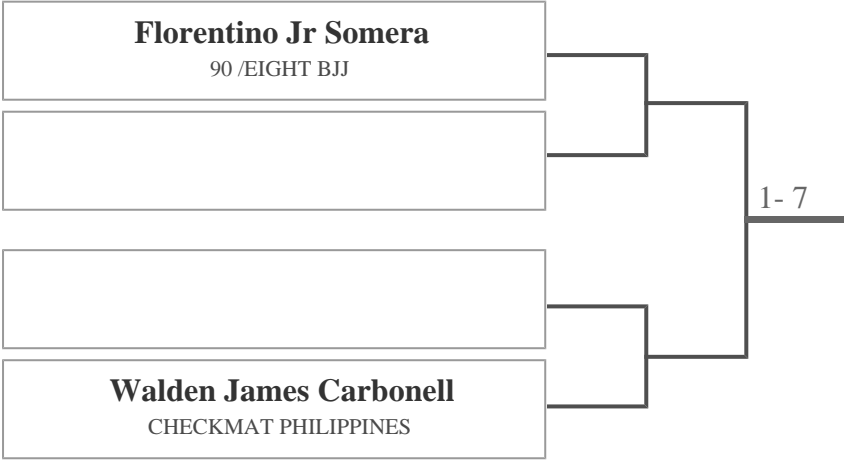 Florentino Jr Somera
90 /EIGHT BJJ
1- 7
Walden James Carbonell
CHECKMAT PHILIPPINES